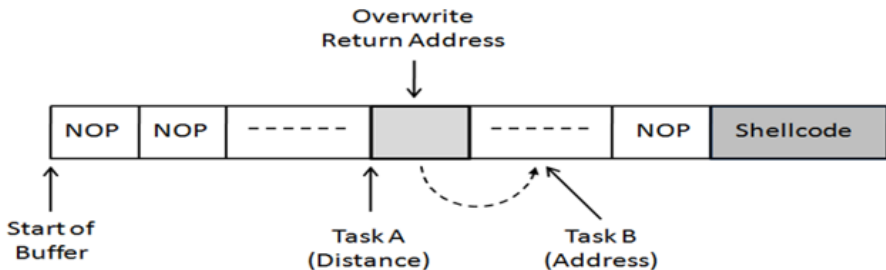 Overwrite
Return Address
NOP NOP ------ ------ NOP Shellcode
Start of
Buffer
Task A
(Distance)
Task B
(Address)